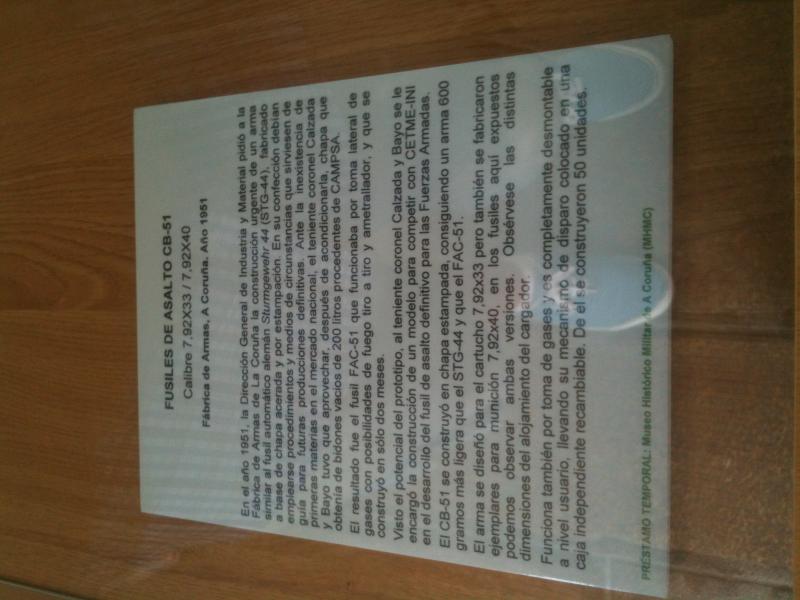 FUSILES DE ASALTO CB-51
Calibre 7,92X33 / 7,92X40
Fábrica de Armas, A Coruña. Año 1951
En el año 1951, la Dirección General de Industria y Material pidió a la
Fábrica de Armas de La Coruña la construcción urgente de un arma
similar al fusil automático alemán Sturmgewehr 44 (STG-44), fabricado
a base de chapa acerada y por estampación. En su confección debían
emplearse procedimientos y medios de circunstancias que sirviesen de
guía para futuras producciones definitivas. Ante la inexistencia de
primeras materias en el mercado nacional, el teniente coronel Calzada
y Bayo tuvo que aprovechar, después de acondicionarla, chapa que
obtenía de bidones vacíos de 200 litros procedentes de CAMPSA.
El resultado fue el fusil FAC-51 que funcionaba por toma lateral de
gases con posibilidades de fuego tiro a tiro y ametrallador, y que se
construyó en sólo dos meses.
Visto el potencial del prototipo, al teniente coronel Calzada y Bayo se le
encargó la construcción de un modelo para competir con CETME-INI
en el desarrollo del fusil de asalto definitivo para las Fuerzas Armadas.
El CB-51 se construyó en chapa estampada, consiguiendo un arma 600
gramos más ligera que el STG-44 y que el FAC-51.
El arma se diseñó para el cartucho 7,92x33 pero también se fabricaron
ejemplares para munición 7,92x40, en los fusiles aquí expuestos
podemos observar ambas versiones. Obsérvese las distintas
dimensiones del alojamiento del cargador.
Funciona también por toma de gases y es completamente desmontable
a nivel usuario, llevando su mecanismo de disparo colocado en una
caja independiente recambiable. De él se construyeron 50 unidades.
PRÉSTAMO TEMPORAL: Museo Histórico Militar de A Coruña (MHMC)